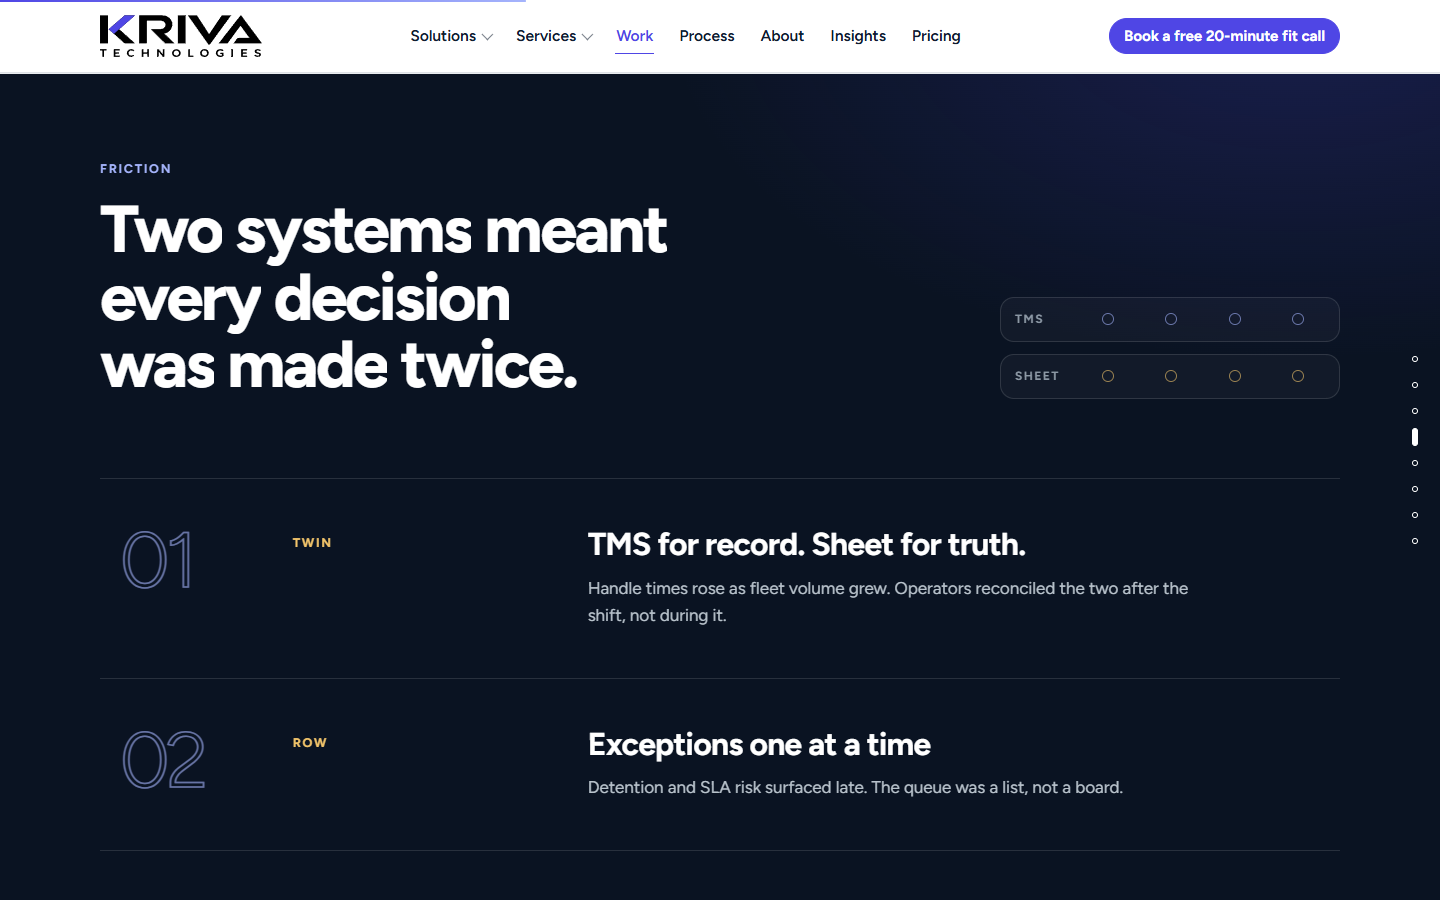 KRIVA
TECHNOLOGIES
Solutions
Services
Work
Process
About
Insights
Pricing
Book a free 20-minute fit call
FRICTION
Two systems meant
every decision
was made twice.
TMS
SHEET
01
TWIN
TMS for record. Sheet for truth.
Handle times rose as fleet volume grew. Operators reconciled the two after the
shift, not during it.
02
ROW
Exceptions one at a time
Detention and SLA risk surfaced late. The queue was a list, not a board.